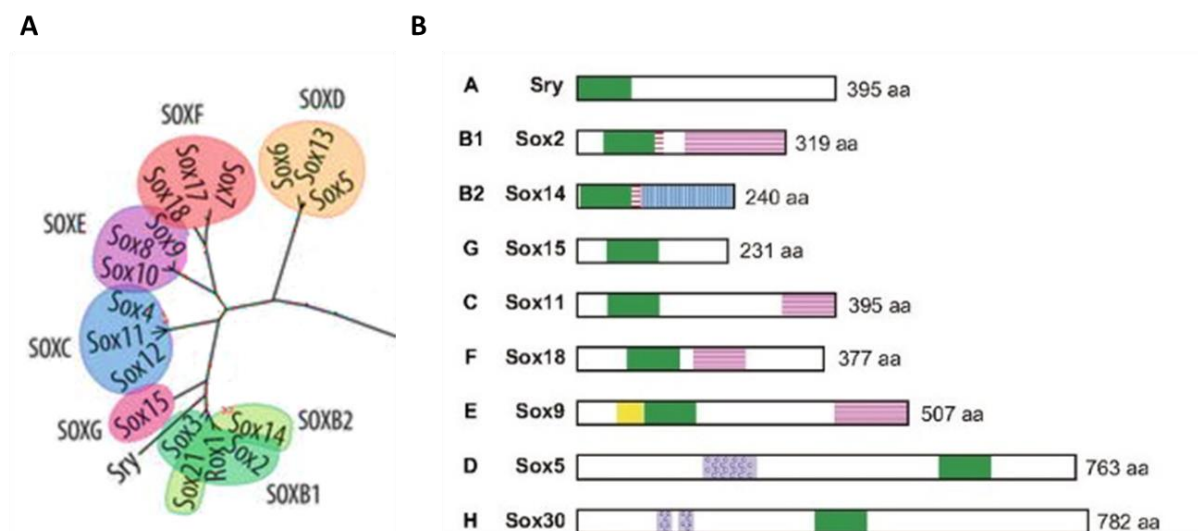 A
B
SOXF
SOXD
Sox17
Sox7
Sox18
Sox6
Sox13
Sox5
SOXE
Sox9
Sox8
Sox10
SOXC
Sox4
Sox11
Sox12
SOXG
Sox15
Sry
Sox3
Rox1
Sox14
Sox2
Sox21
SOXB2
SOXB1
A Sry 395 aa
B1 Sox2 319 aa
B2 Sox14 240 aa
G Sox15 231 aa
C Sox11 395 aa
F Sox18 377 aa
E Sox9 507 aa
D Sox5 763 aa
H Sox30 782 aa